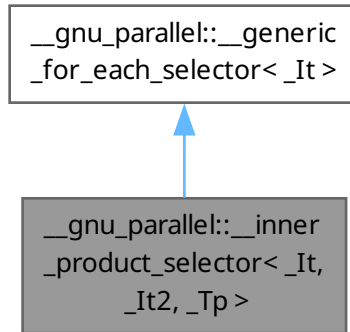 __gnu_parallel::__generic
_for_each_selector< _It >
__gnu_parallel::__inner
_product_selector< _It,
_It2, _Tp >